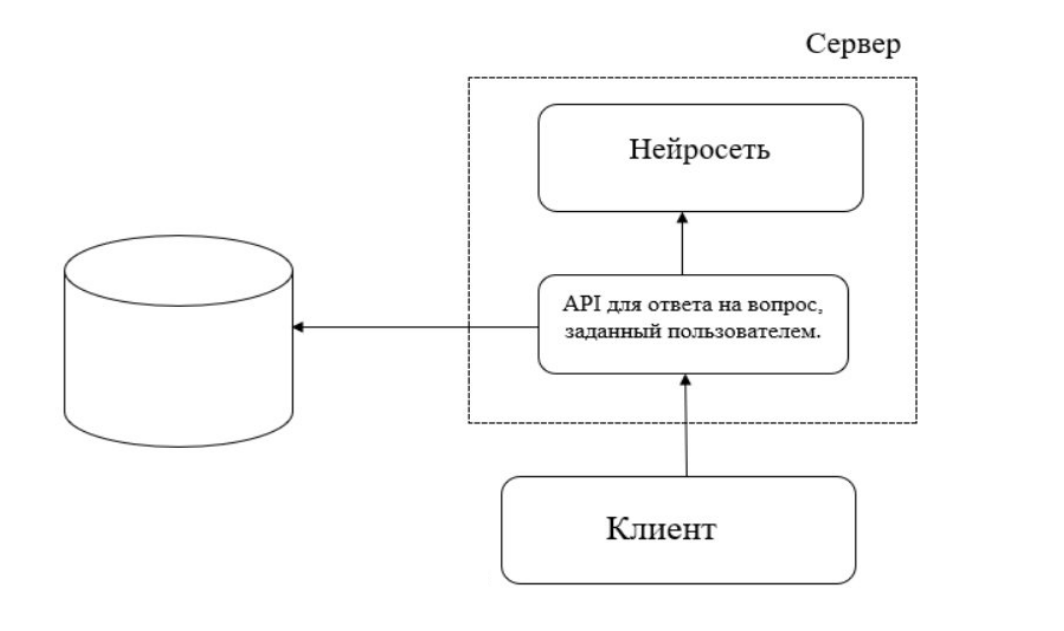 Сервер
Нейросеть
API для ответа на вопрос,
заданный пользователем.
Клиент